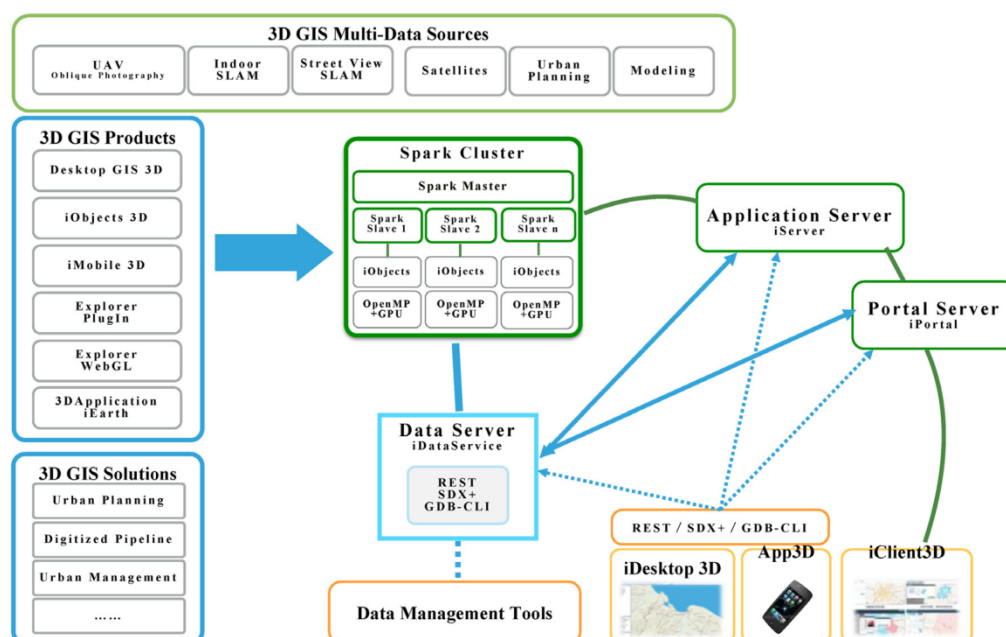 3D GIS Multi-Data Sources
UAV
Oblique Photography
Indoor
SLAM
Street View
SLAM
Satellites
Urban
Planning
Modeling
3D GIS Products
Desktop GIS 3D
iObjects 3D
iMobile 3D
Explorer
PlugIn
Explorer
WebGL
3DApplication
iEarth
3D GIS Solutions
Urban Planning
Digitized Pipeline
Urban Management
......
Spark Cluster
Spark Master
Spark
Slave 1
Spark
Slave 2
Spark
Slave n
iObjects
iObjects
iObjects
OpenMP
+GPU
OpenMP
+GPU
OpenMP
+GPU
Application Server
iServer
Portal Server
iPortal
Data Server
iDataService
REST
SDX+
GDB-CLI
REST / SDX+ / GDB-CLI
iDesktop 3D
App3D
iClient3D
Data Management Tools